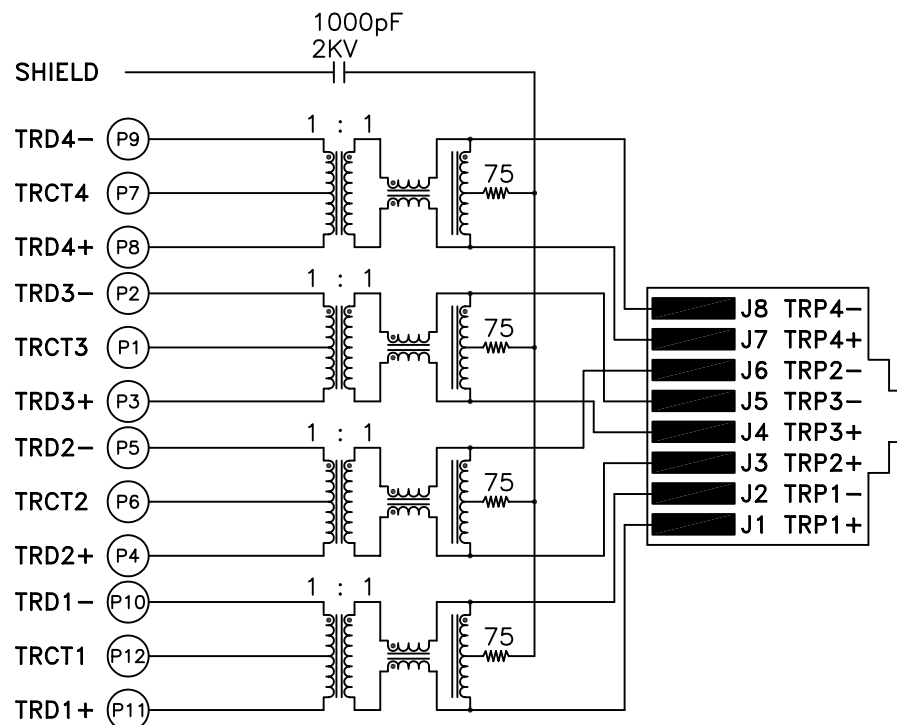 1000pF
2KV
SHIELD
1 : 1
TRD4- P9
75
TRCT4 P7
TRD4+ P8
1 : 1
TRD3- P2
75
TRCT3 P1
TRD3+ P3
1 : 1
TRD2- P5
75
TRCT2 P6
TRD2+ P4
1 : 1
TRD1- P10
75
TRCT1 P12
TRD1+ P11
J8 TRP4-
J7 TRP4+
J6 TRP2-
J5 TRP3-
J4 TRP3+
J3 TRP2+
J2 TRP1-
J1 TRP1+